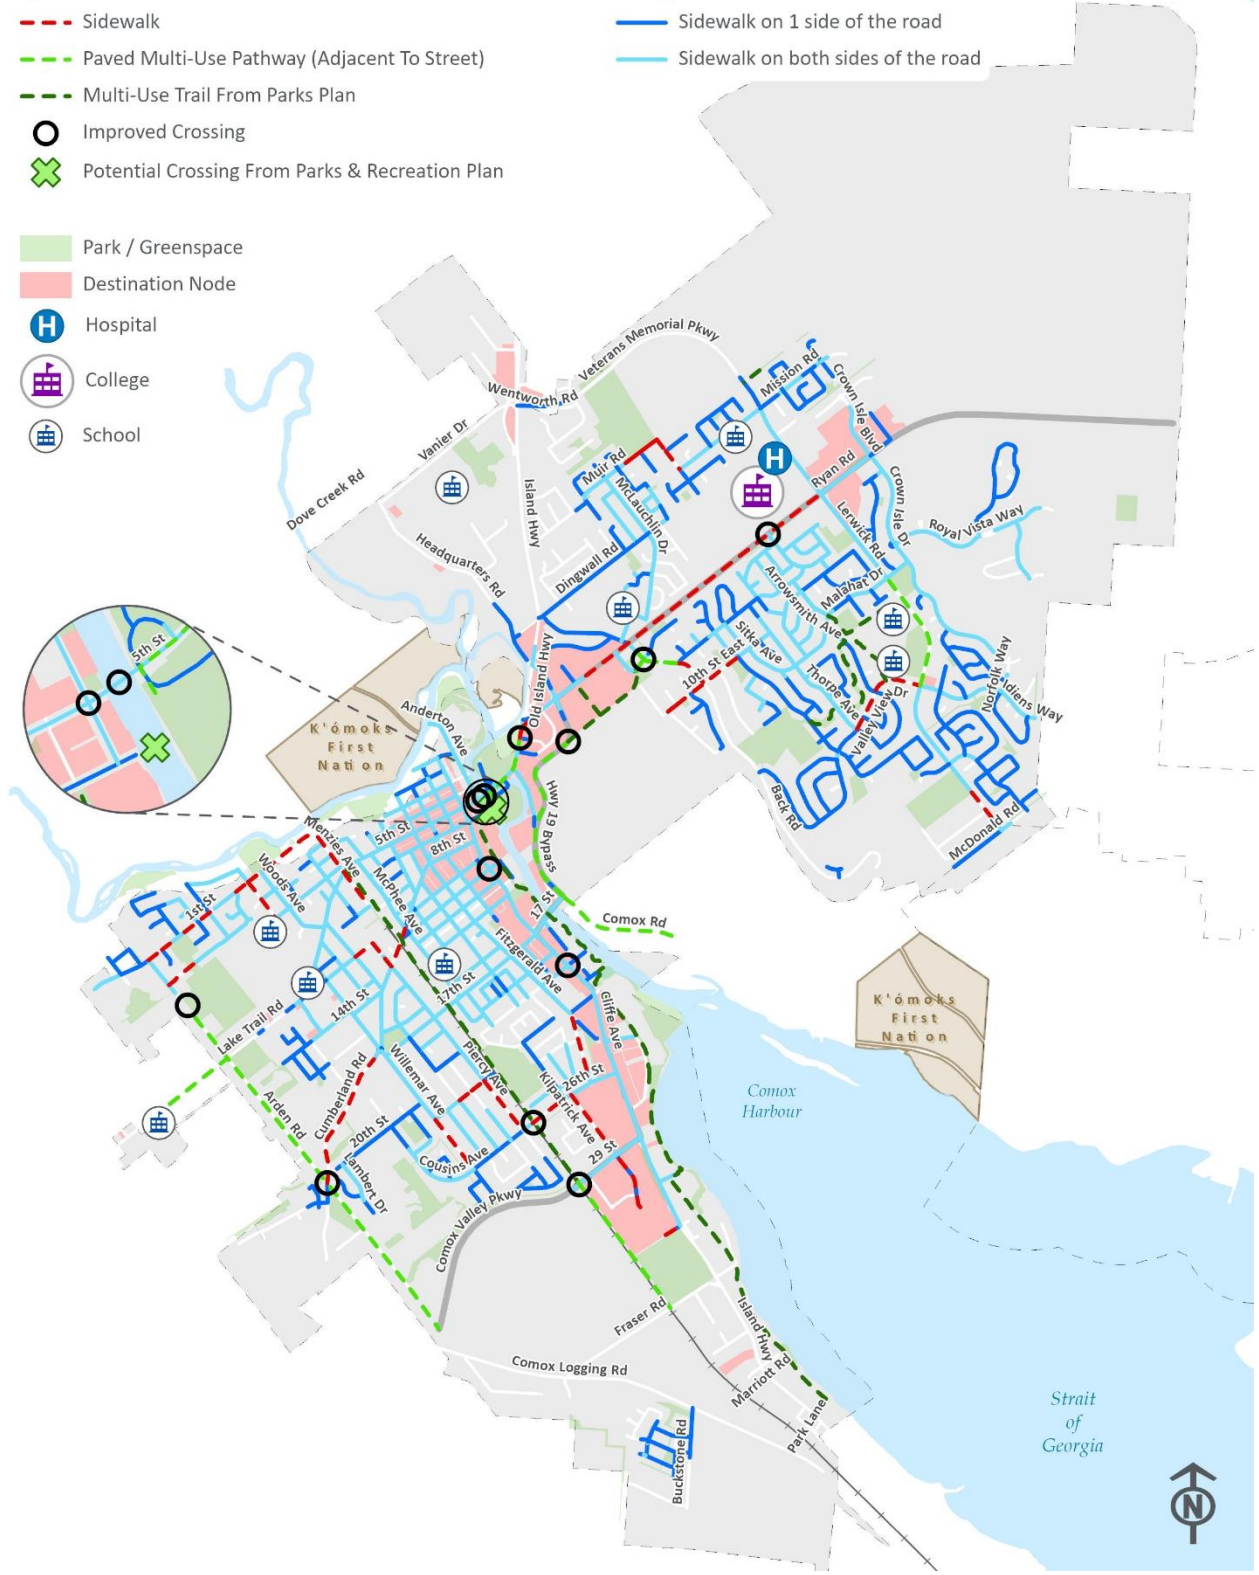 Sidewalk
Paved Multi-Use Pathway (Adjacent To Street)
Multi-Use Trail From Parks Plan
Improved Crossing
Potential Crossing From Parks & Recreation Plan
Park / Greenspace
Destination Node
H Hospital
College
School
Sidewalk on 1 side of the road
Sidewalk on both sides of the road
Veterans Memorial Pkwy
Wentworth Rd
Mission Rd
Crown Isle Blvd
Vanier Dr
Dove Creek Rd
Island Hwy
Muir Rd
McLauchlin Dr
H
Ryan Rd
Lerwick Rd
Crown Isle Dr
Royal Vista Way
Headquarters Rd
Dingwall Rd
Arrowsmith Ave
Malahat Dr
5th St
Old Island Hwy
10th St East
Sitka Ave
Thorpe Ave
Valley View Dr
Norfolk Way
Idiens Way
Anderton Ave
K'ómoks
First
Nation
Hwy 19 Bypass
Back Rd
McDonald Rd
Menzies Ave
5th St
8th St
Woods Ave
McPhee Ave
1st St
17 St
Comox Rd
Fitzgerald Ave
17th St
14th St
Lake Trail Rd
Cliffe Ave
K'ómoks
First
Nation
Arden Rd
Cumberland Rd
Willemar Ave
Piercy Ave
26th St
Kilpatrick Ave
Comox
Harbour
20th St
Lambert Dr
Cousins Ave
29 St
Comox Valley Pkwy
Fraser Rd
Island Hwy
Comox Logging Rd
Marriott Rd
Park Lane
Buckstone Rd
Strait
of
Georgia
N